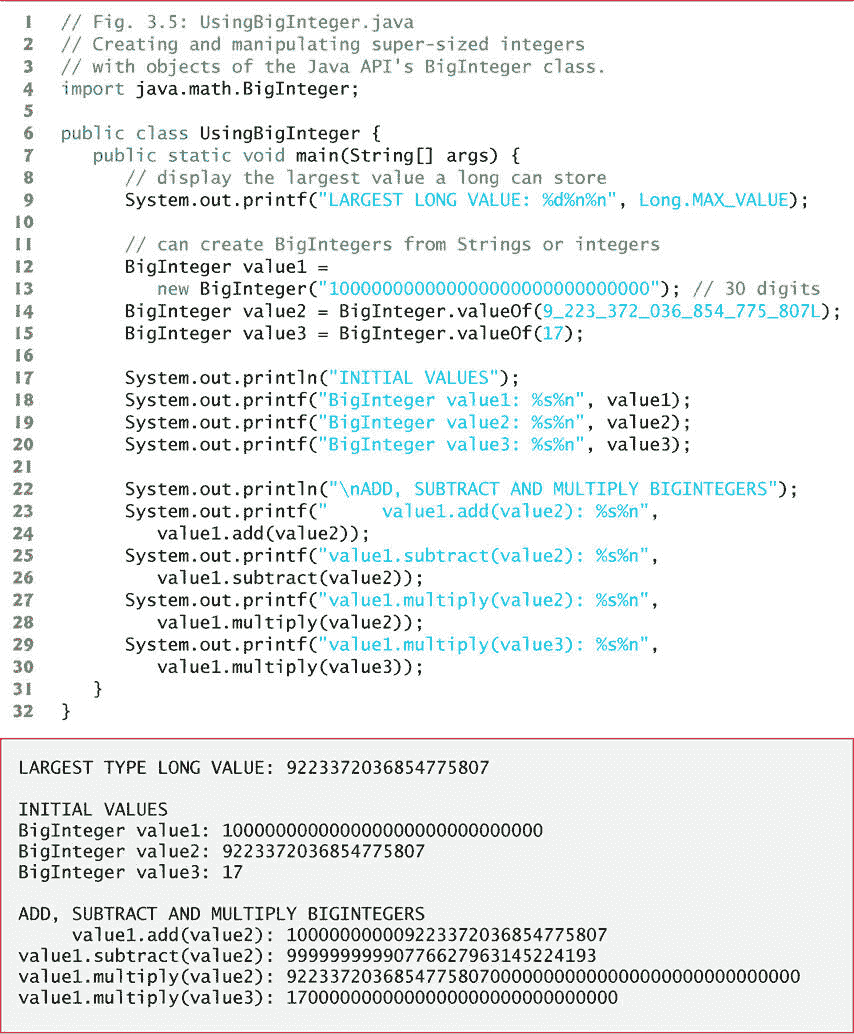 1 // Fig. 3.5: UsingBigInteger.java
2 // Creating and manipulating super-sized integers
3 // with objects of the Java API's BigInteger class.
4 import java.math.BigInteger;
5
6 public class UsingBigInteger {
7    public static void main(String[] args) {
8       // display the largest value a long can store
9       System.out.printf("LARGEST LONG VALUE: %d%n%n", Long.MAX_VALUE);
10
11       // can create BigIntegers from Strings or integers
12       BigInteger value1 =
13          new BigInteger("100000000000000000000000000000"); // 30 digits
14       BigInteger value2 = BigInteger.valueOf(9_223_372_036_854_775_807L);
15       BigInteger value3 = BigInteger.valueOf(17);
16
17       System.out.println("INITIAL VALUES");
18       System.out.printf("BigInteger value1: %s%n", value1);
19       System.out.printf("BigInteger value2: %s%n", value2);
20       System.out.printf("BigInteger value3: %s%n", value3);
21
22       System.out.println("\nADD, SUBTRACT AND MULTIPLY BIGINTEGERS");
23       System.out.printf("     value1.add(value2): %s%n",
24          value1.add(value2));
25       System.out.printf("value1.subtract(value2): %s%n",
26          value1.subtract(value2));
27       System.out.printf("value1.multiply(value2): %s%n",
28          value1.multiply(value2));
29       System.out.printf("value1.multiply(value3): %s%n",
30          value1.multiply(value3));
31    }
32 }
LARGEST TYPE LONG VALUE: 9223372036854775807
INITIAL VALUES
BigInteger value1: 100000000000000000000000000000
BigInteger value2: 9223372036854775807
BigInteger value3: 17
ADD, SUBTRACT AND MULTIPLY BIGINTEGERS
     value1.add(value2): 100000000009223372036854775807
value1.subtract(value2): 99999999990776627963145224193
value1.multiply(value2): 922337203685477580700000000000000000000000000000
value1.multiply(value3): 1700000000000000000000000000000